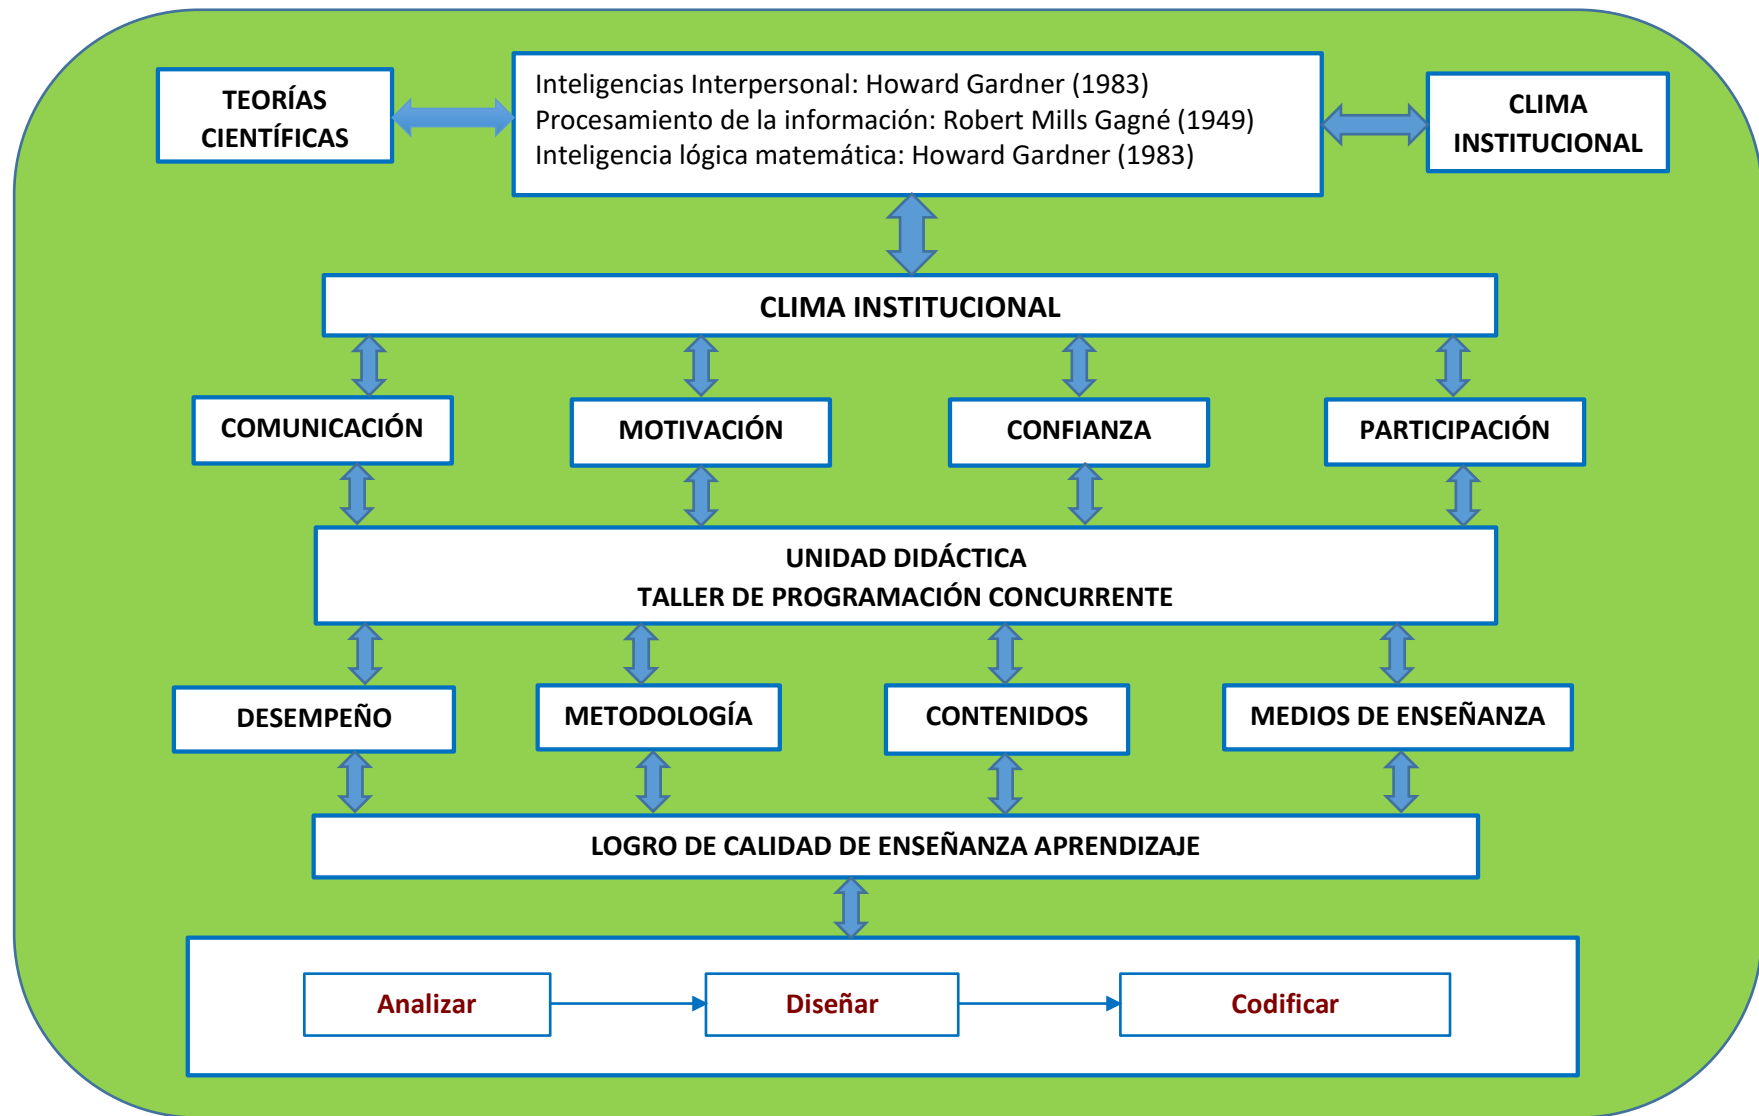 TEORÍAS
CIENTÍFICAS
Inteligencias Interpersonal: Howard Gardner (1983)
Procesamiento de la información: Robert Mills Gagné (1949)
Inteligencia lógica matemática: Howard Gardner (1983)
CLIMA
INSTITUCIONAL
CLIMA INSTITUCIONAL
COMUNICACIÓN
MOTIVACIÓN
CONFIANZA
PARTICIPACIÓN
UNIDAD DIDÁCTICA
TALLER DE PROGRAMACIÓN CONCURRENTE
DESEMPEÑO
METODOLOGÍA
CONTENIDOS
MEDIOS DE ENSEÑANZA
LOGRO DE CALIDAD DE ENSEÑANZA APRENDIZAJE
Analizar
Diseñar
Codificar